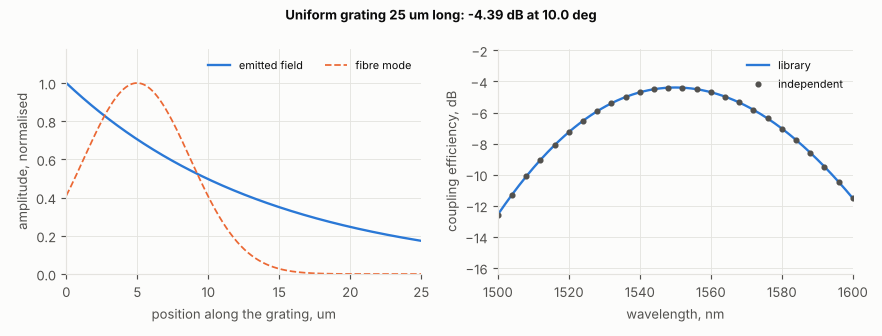 Uniform grating 25 um long: -4.39 dB at 10.0 deg
emitted field
fibre mode
amplitude, normalised
1.0
0.8
0.6
0.4
0.2
0.0
0
5
10
15
20
25
position along the grating, um
library
independent
coupling efficiency, dB
−2
−4
−6
−8
−10
−12
−14
−16
1500
1520
1540
1560
1580
1600
wavelength, nm